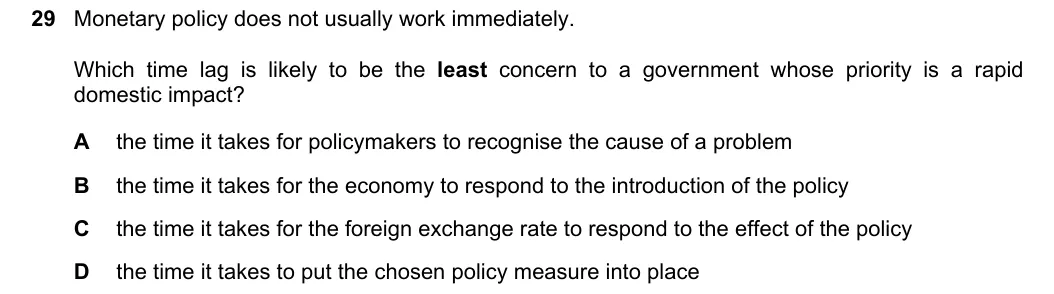 29 Monetary policy does not usually work immediately.
Which time lag is likely to be the least concern to a government whose priority is a rapid
domestic impact?
A the time it takes for policymakers to recognise the cause of a problem
B the time it takes for the economy to respond to the introduction of the policy
C the time it takes for the foreign exchange rate to respond to the effect of the policy
D the time it takes to put the chosen policy measure into place